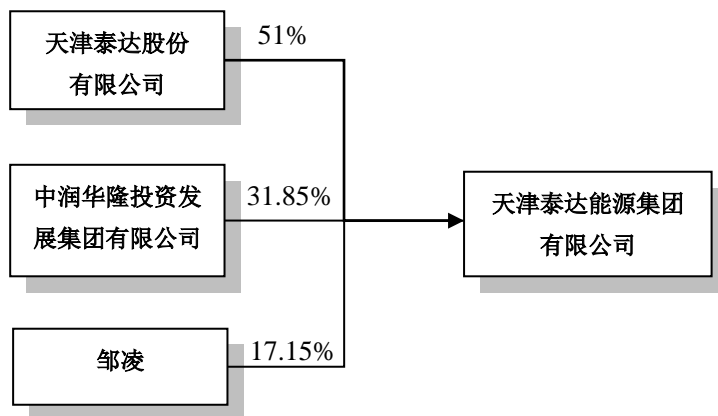 天津泰达股份
有限公司
51%
中润华隆投资发
展集团有限公司
31.85%
天津泰达能源集团
有限公司
邹凌
17.15%